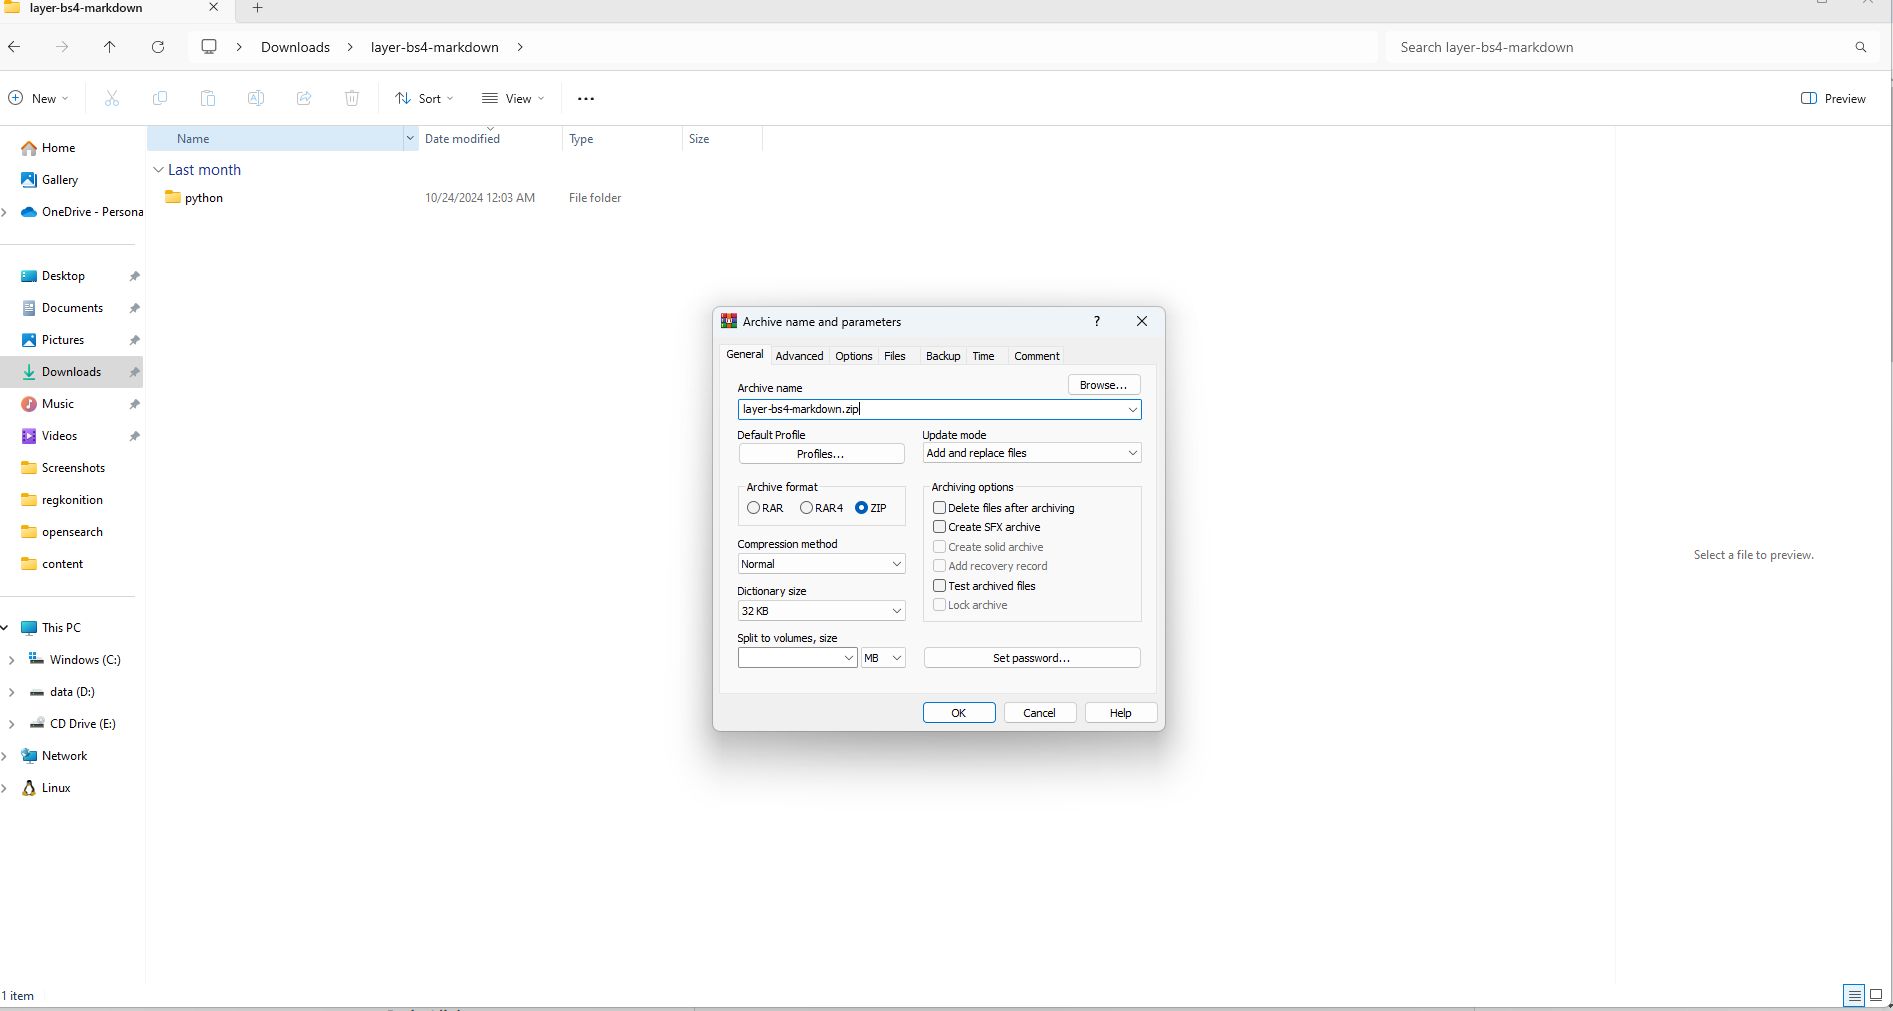 layer-bs4-markdown
Downloads
layer-bs4-markdown
Search layer-bs4-markdown
New
Sort
View
Preview
Name
Date modified
Type
Size
Home
Gallery
OneDrive - Persona
Last month
python
10/24/2024 12:03 AM
File folder
Desktop
Documents
Pictures
Downloads
Music
Videos
Screenshots
regkonition
opensearch
content
This PC
Windows (C:)
data (D:)
CD Drive (E:)
Network
Linux
Archive name and parameters
?
General
Advanced
Options
Files
Backup
Time
Comment
Archive name
Browse...
layer-bs4-markdown.zip
Default Profile
Profiles...
Update mode
Add and replace files
Archive format
RAR
RAR4
ZIP
Archiving options
Delete files after archiving
Create SFX archive
Create solid archive
Add recovery record
Test archived files
Lock archive
Compression method
Normal
Dictionary size
32 KB
Split to volumes, size
MB
Set password...
OK
Cancel
Help
Select a file to preview.
1 item